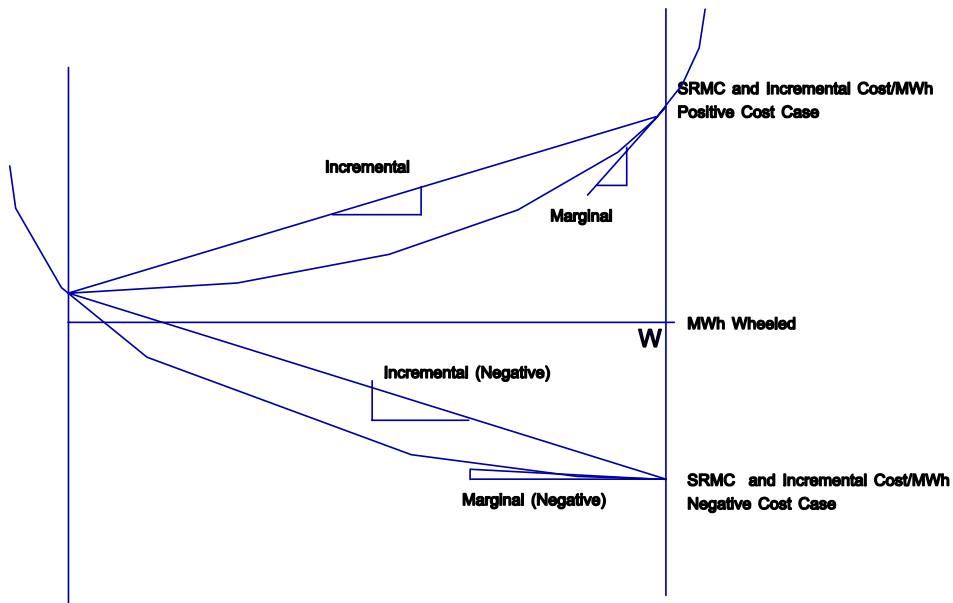 SRMC and Incremental Cost/MWh
Positive Cost Case
Incremental
Marginal
MWh Wheeled
W
Incremental (Negative)
SRMC and Incremental Cost/MWh
Negative Cost Case
Marginal (Negative)